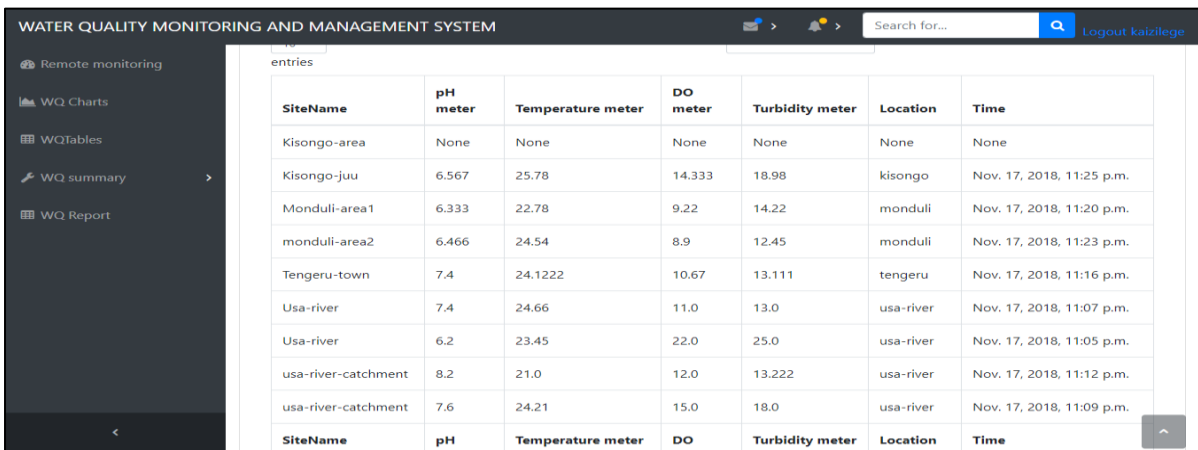 WATER QUALITY MONITORING AND MANAGEMENT SYSTEM Search for... Logout kaizilege
Remote monitoring
WQ Charts
WQTables
WQ summary
WQ Report
entries
SiteName pH meter Temperature meter DO meter Turbidity meter Location Time
Kisongo-area None None None None None None
Kisongo-juu 6.567 25.78 14.333 18.98 kisongo Nov. 17, 2018, 11:25 p.m.
Monduli-area1 6.333 22.78 9.22 14.22 monduli Nov. 17, 2018, 11:20 p.m.
monduli-area2 6.466 24.54 8.9 12.45 monduli Nov. 17, 2018, 11:23 p.m.
Tengeru-town 7.4 24.1222 10.67 13.111 tengeru Nov. 17, 2018, 11:16 p.m.
Usa-river 7.4 24.66 11.0 13.0 usa-river Nov. 17, 2018, 11:07 p.m.
Usa-river 6.2 23.45 22.0 25.0 usa-river Nov. 17, 2018, 11:05 p.m.
usa-river-catchment 8.2 21.0 12.0 13.222 usa-river Nov. 17, 2018, 11:12 p.m.
usa-river-catchment 7.6 24.21 15.0 18.0 usa-river Nov. 17, 2018, 11:09 p.m.
SiteName pH Temperature meter DO Turbidity meter Location Time